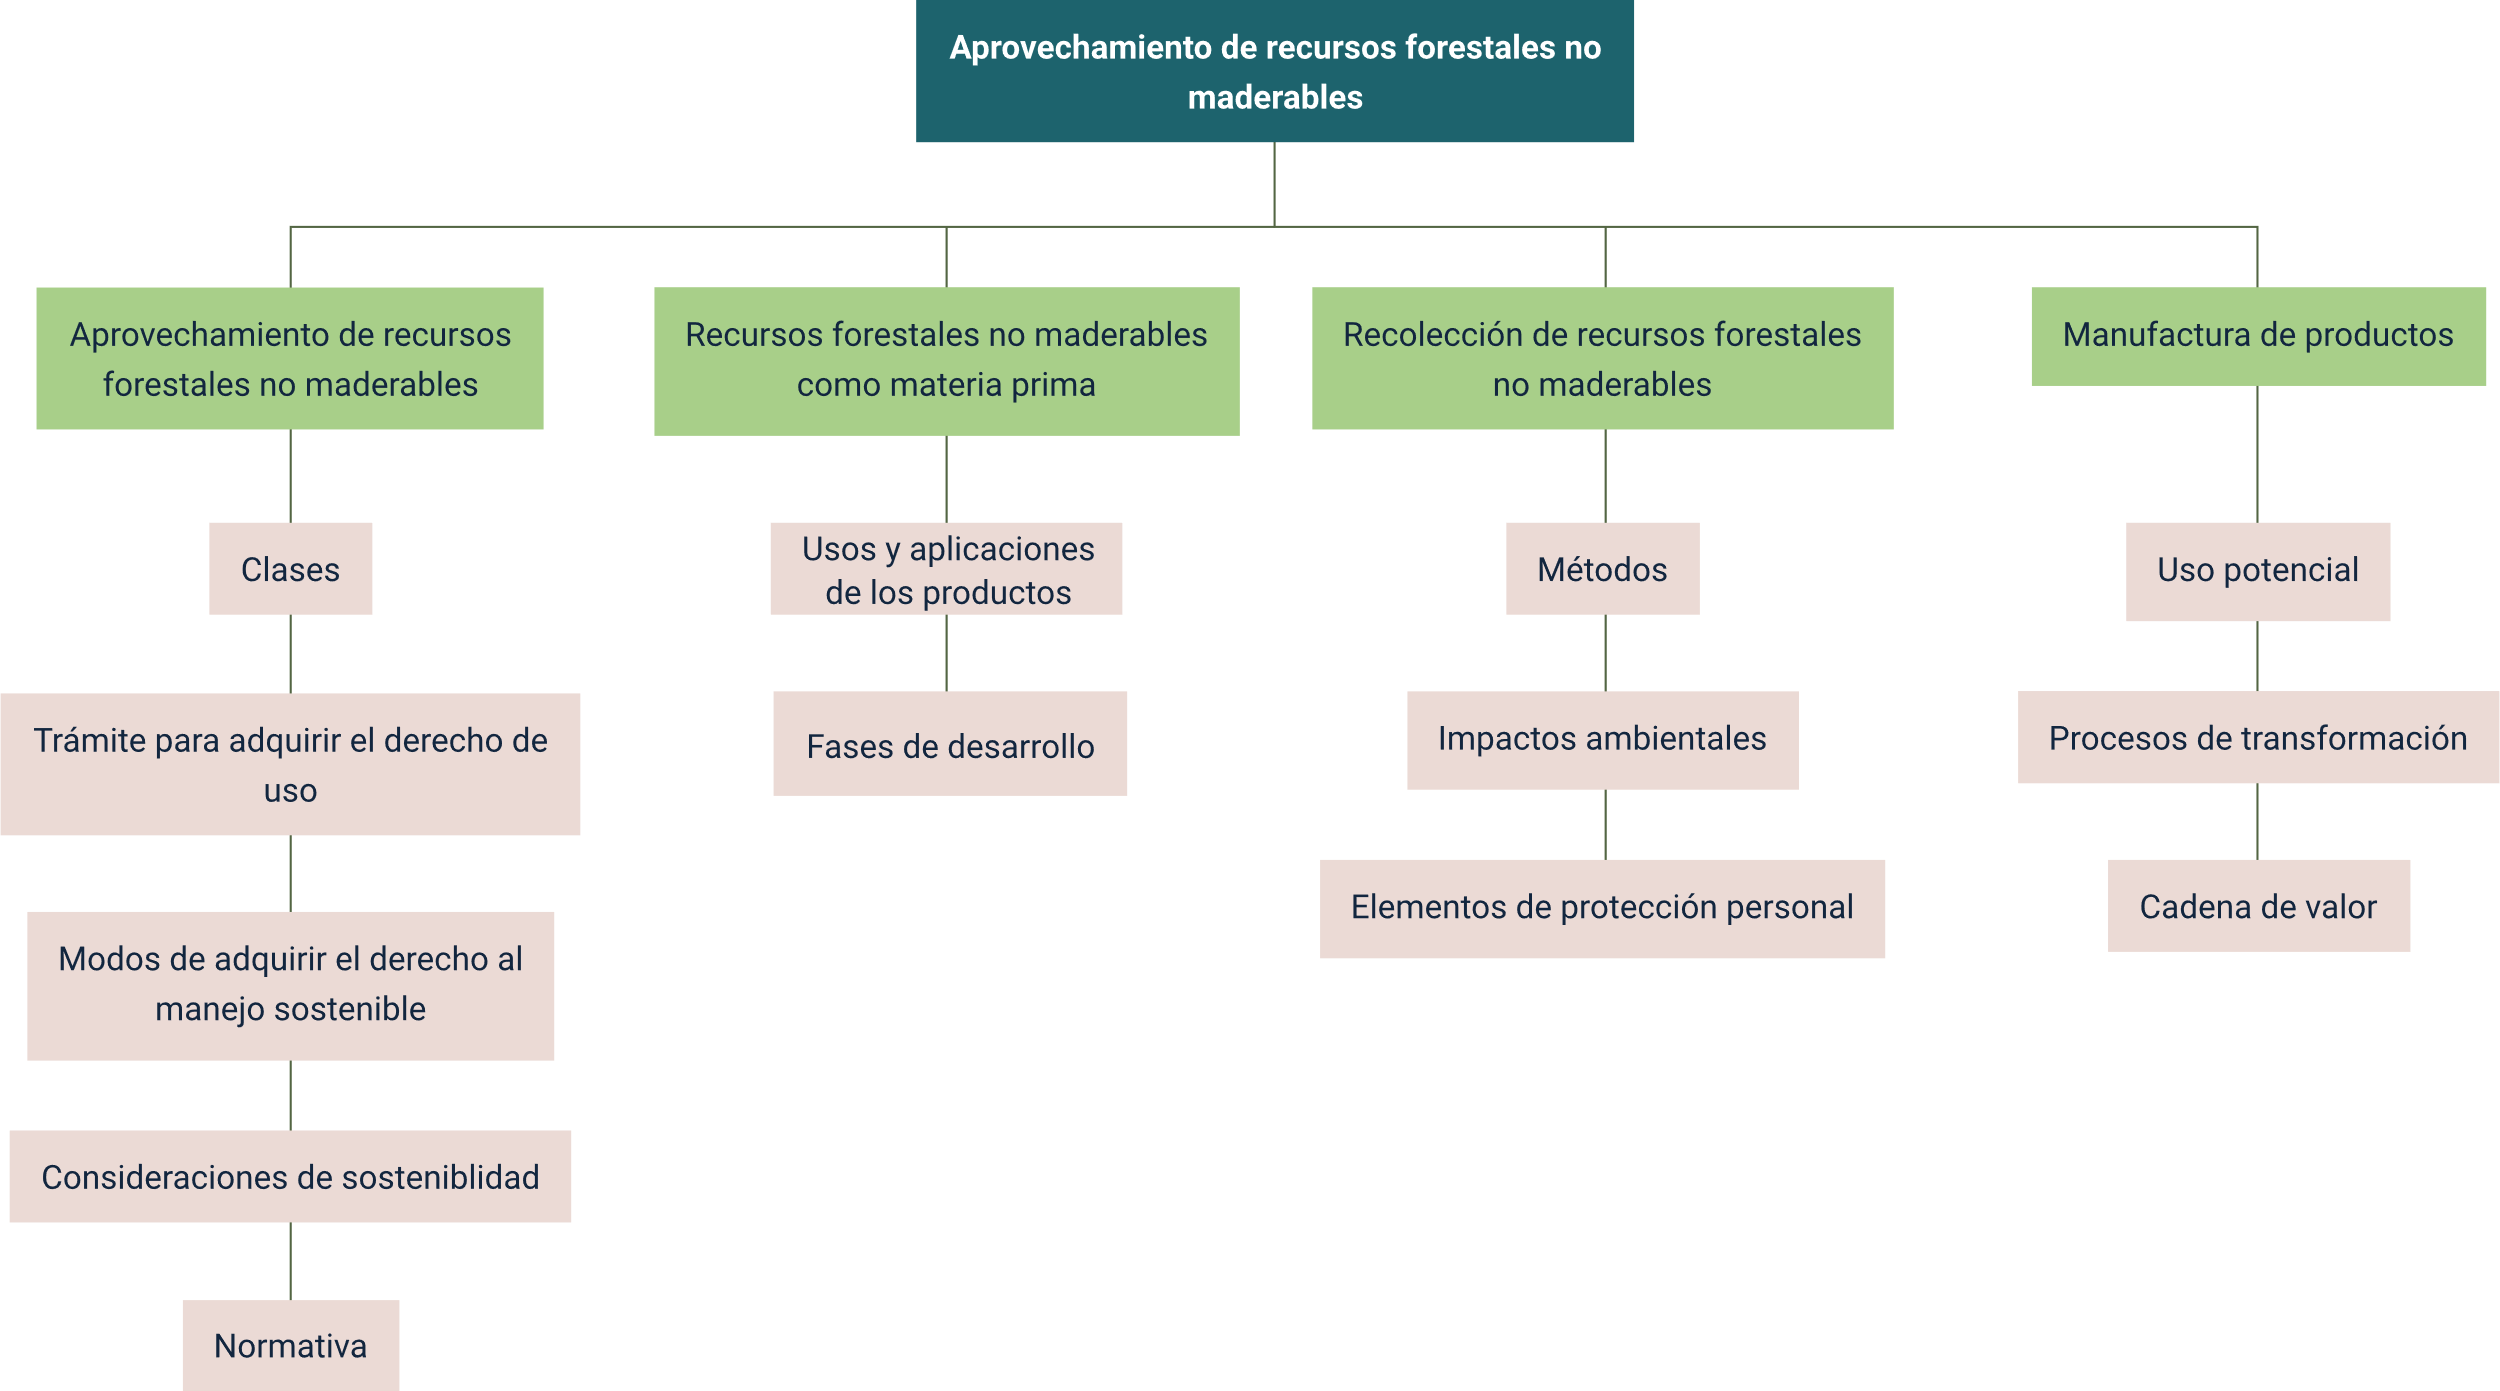 Aprovechamiento de recursos forestales no
maderables
Aprovechamiento de recursos
forestales no maderables
Recursos forestales no maderables
como materia prima
Recolección de recursos forestales
no maderables
Manufactura de productos
Clases
Trámite para adquirir el derecho de
uso
Modos de adquirir el derecho al
manejo sostenible
Consideraciones de sosteniblidad
Normativa
Usos y aplicaciones
de los productos
Fases de desarrollo
Métodos
Impactos ambientales
Elementos de protección personal
Uso potencial
Procesos de transformación
Cadena de valor